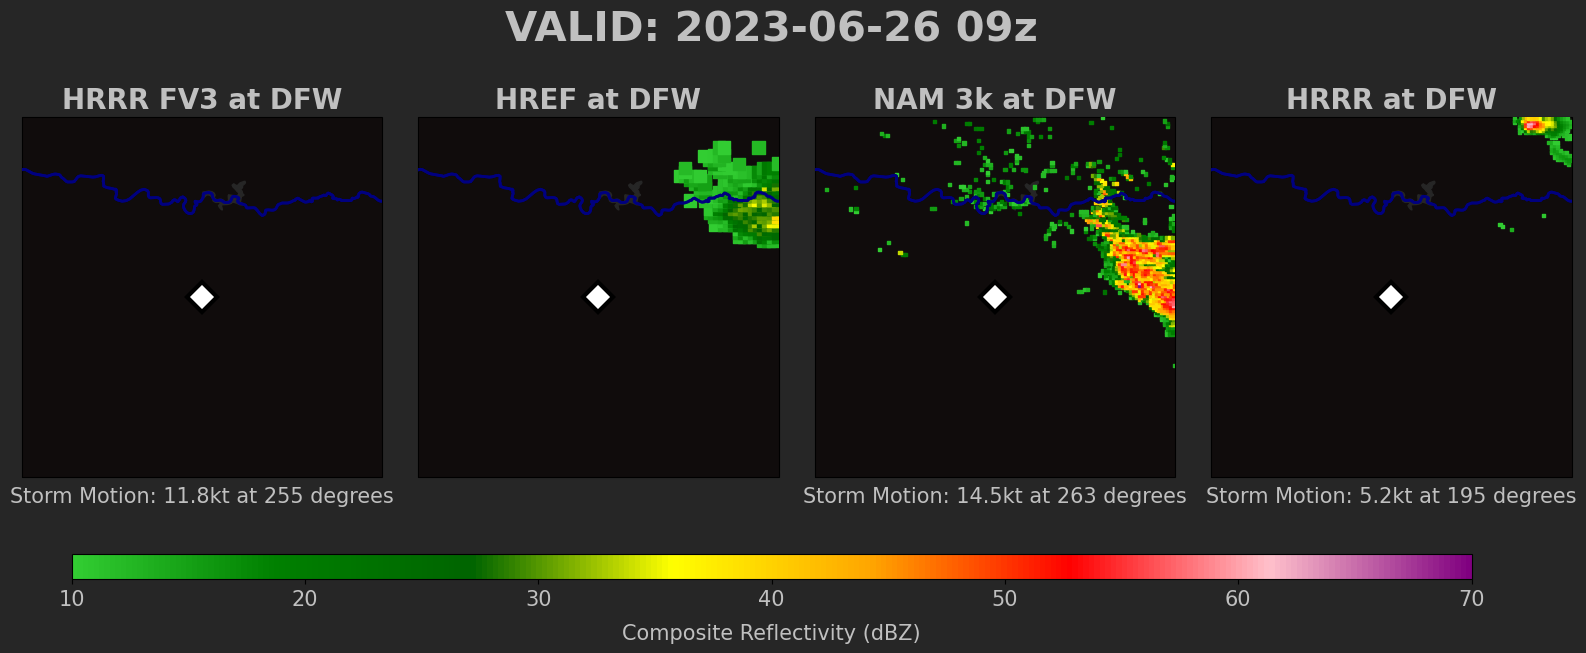 VALID: 2023-06-26 09z
HRRR FV3 at DFW
HREF at DFW
NAM 3k at DFW
HRRR at DFW
Storm Motion: 11.8kt at 255 degrees
Storm Motion: 14.5kt at 263 degrees
Storm Motion: 5.2kt at 195 degrees
10 20 30 40 50 60 70
Composite Reflectivity (dBZ)